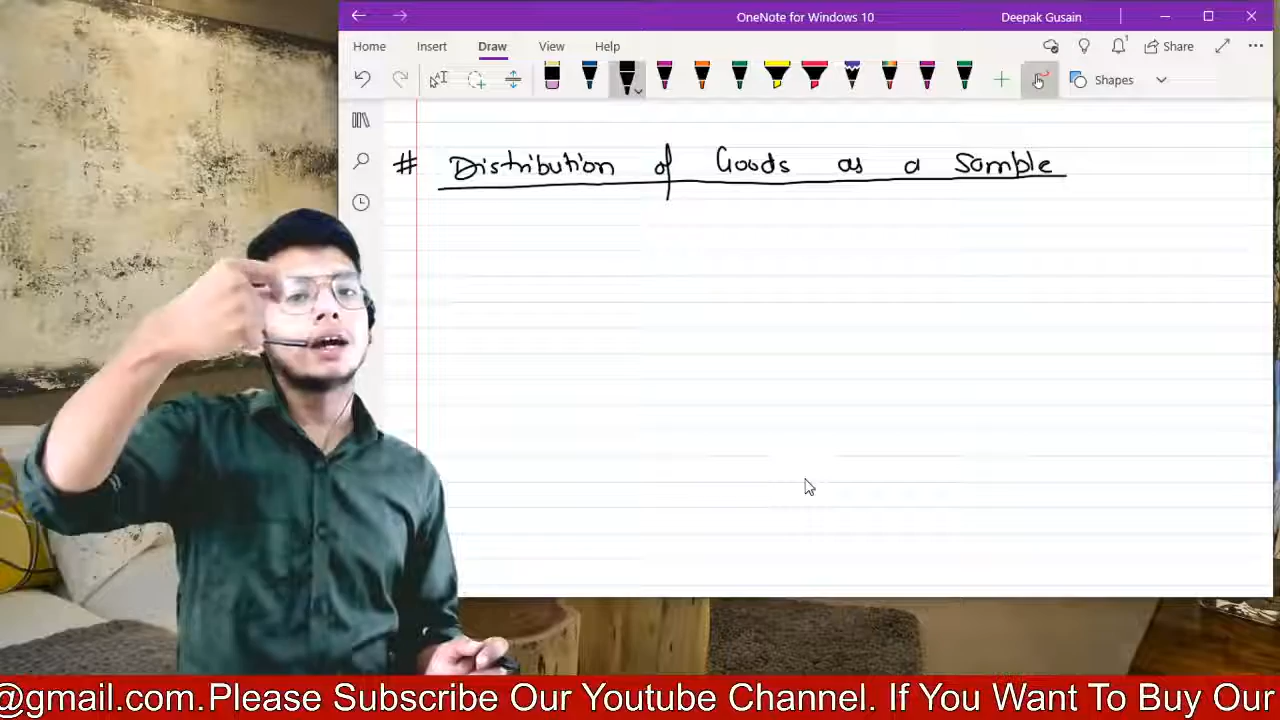 OneNote for Windows 10
Deepak Gusain
Home Insert Draw View Help
Share
Shapes
# Distribution of Goods as a Sample
@gmail.com.Please Subscribe Our Youtube Channel. If You Want To Buy Our